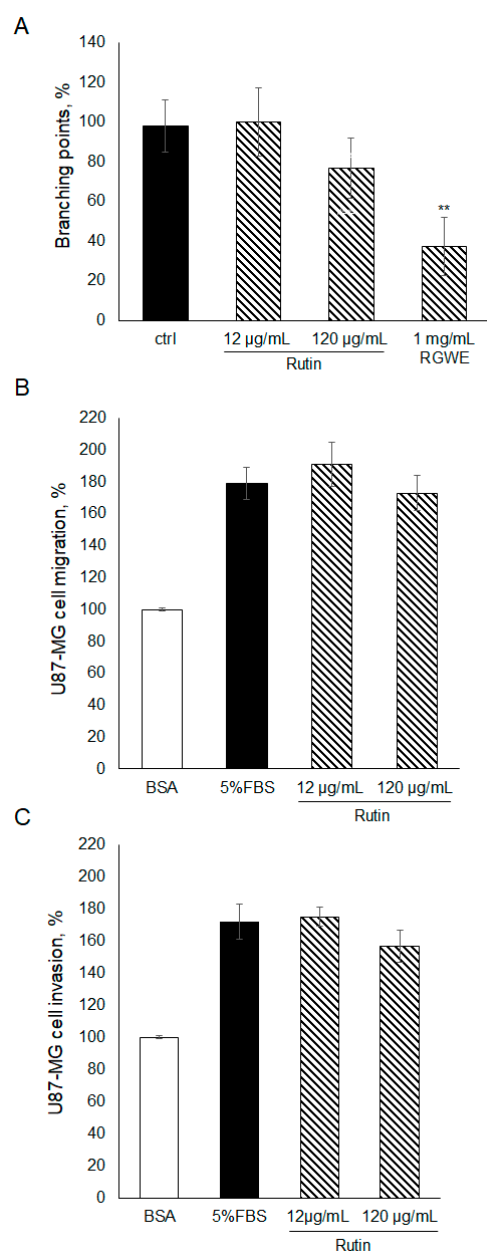 A
Branching points, %
140
120
100
80
60
40
20
0
**
ctrl
12 µg/mL
120 µg/mL
1 mg/mL
RGWE
Rutin
B
U87-MG cell migration, %
220
200
180
160
140
120
100
80
60
40
20
0
BSA
5%FBS
12 µg/mL
120 µg/mL
Rutin
C
U87-MG cell invasion, %
220
200
180
160
140
120
100
80
60
40
20
0
BSA
5%FBS
12µg/mL
120 µg/mL
Rutin